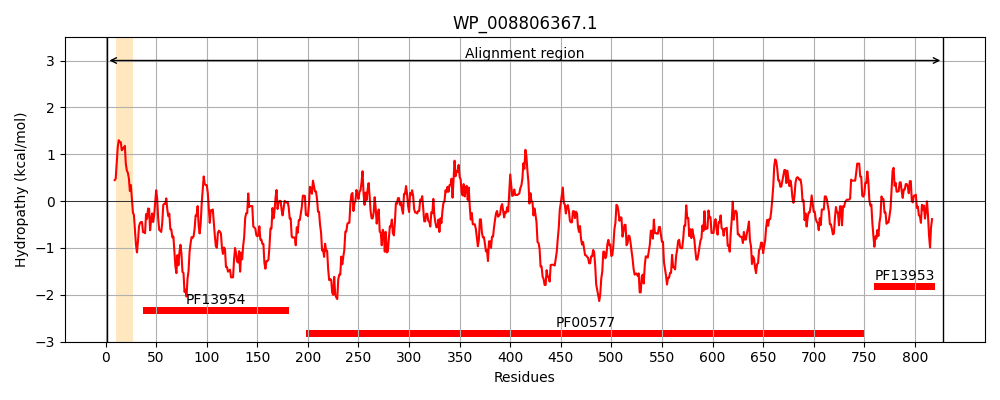 WP_008806367.1
Alignment region
Hydropathy (kcal/mol)
3
2
1
0
−1
−2
−3
PF13953
PF13954
PF00577
0 50 100 150 200 250 300 350 400 450 500 550 600 650 700 750 800
Residues